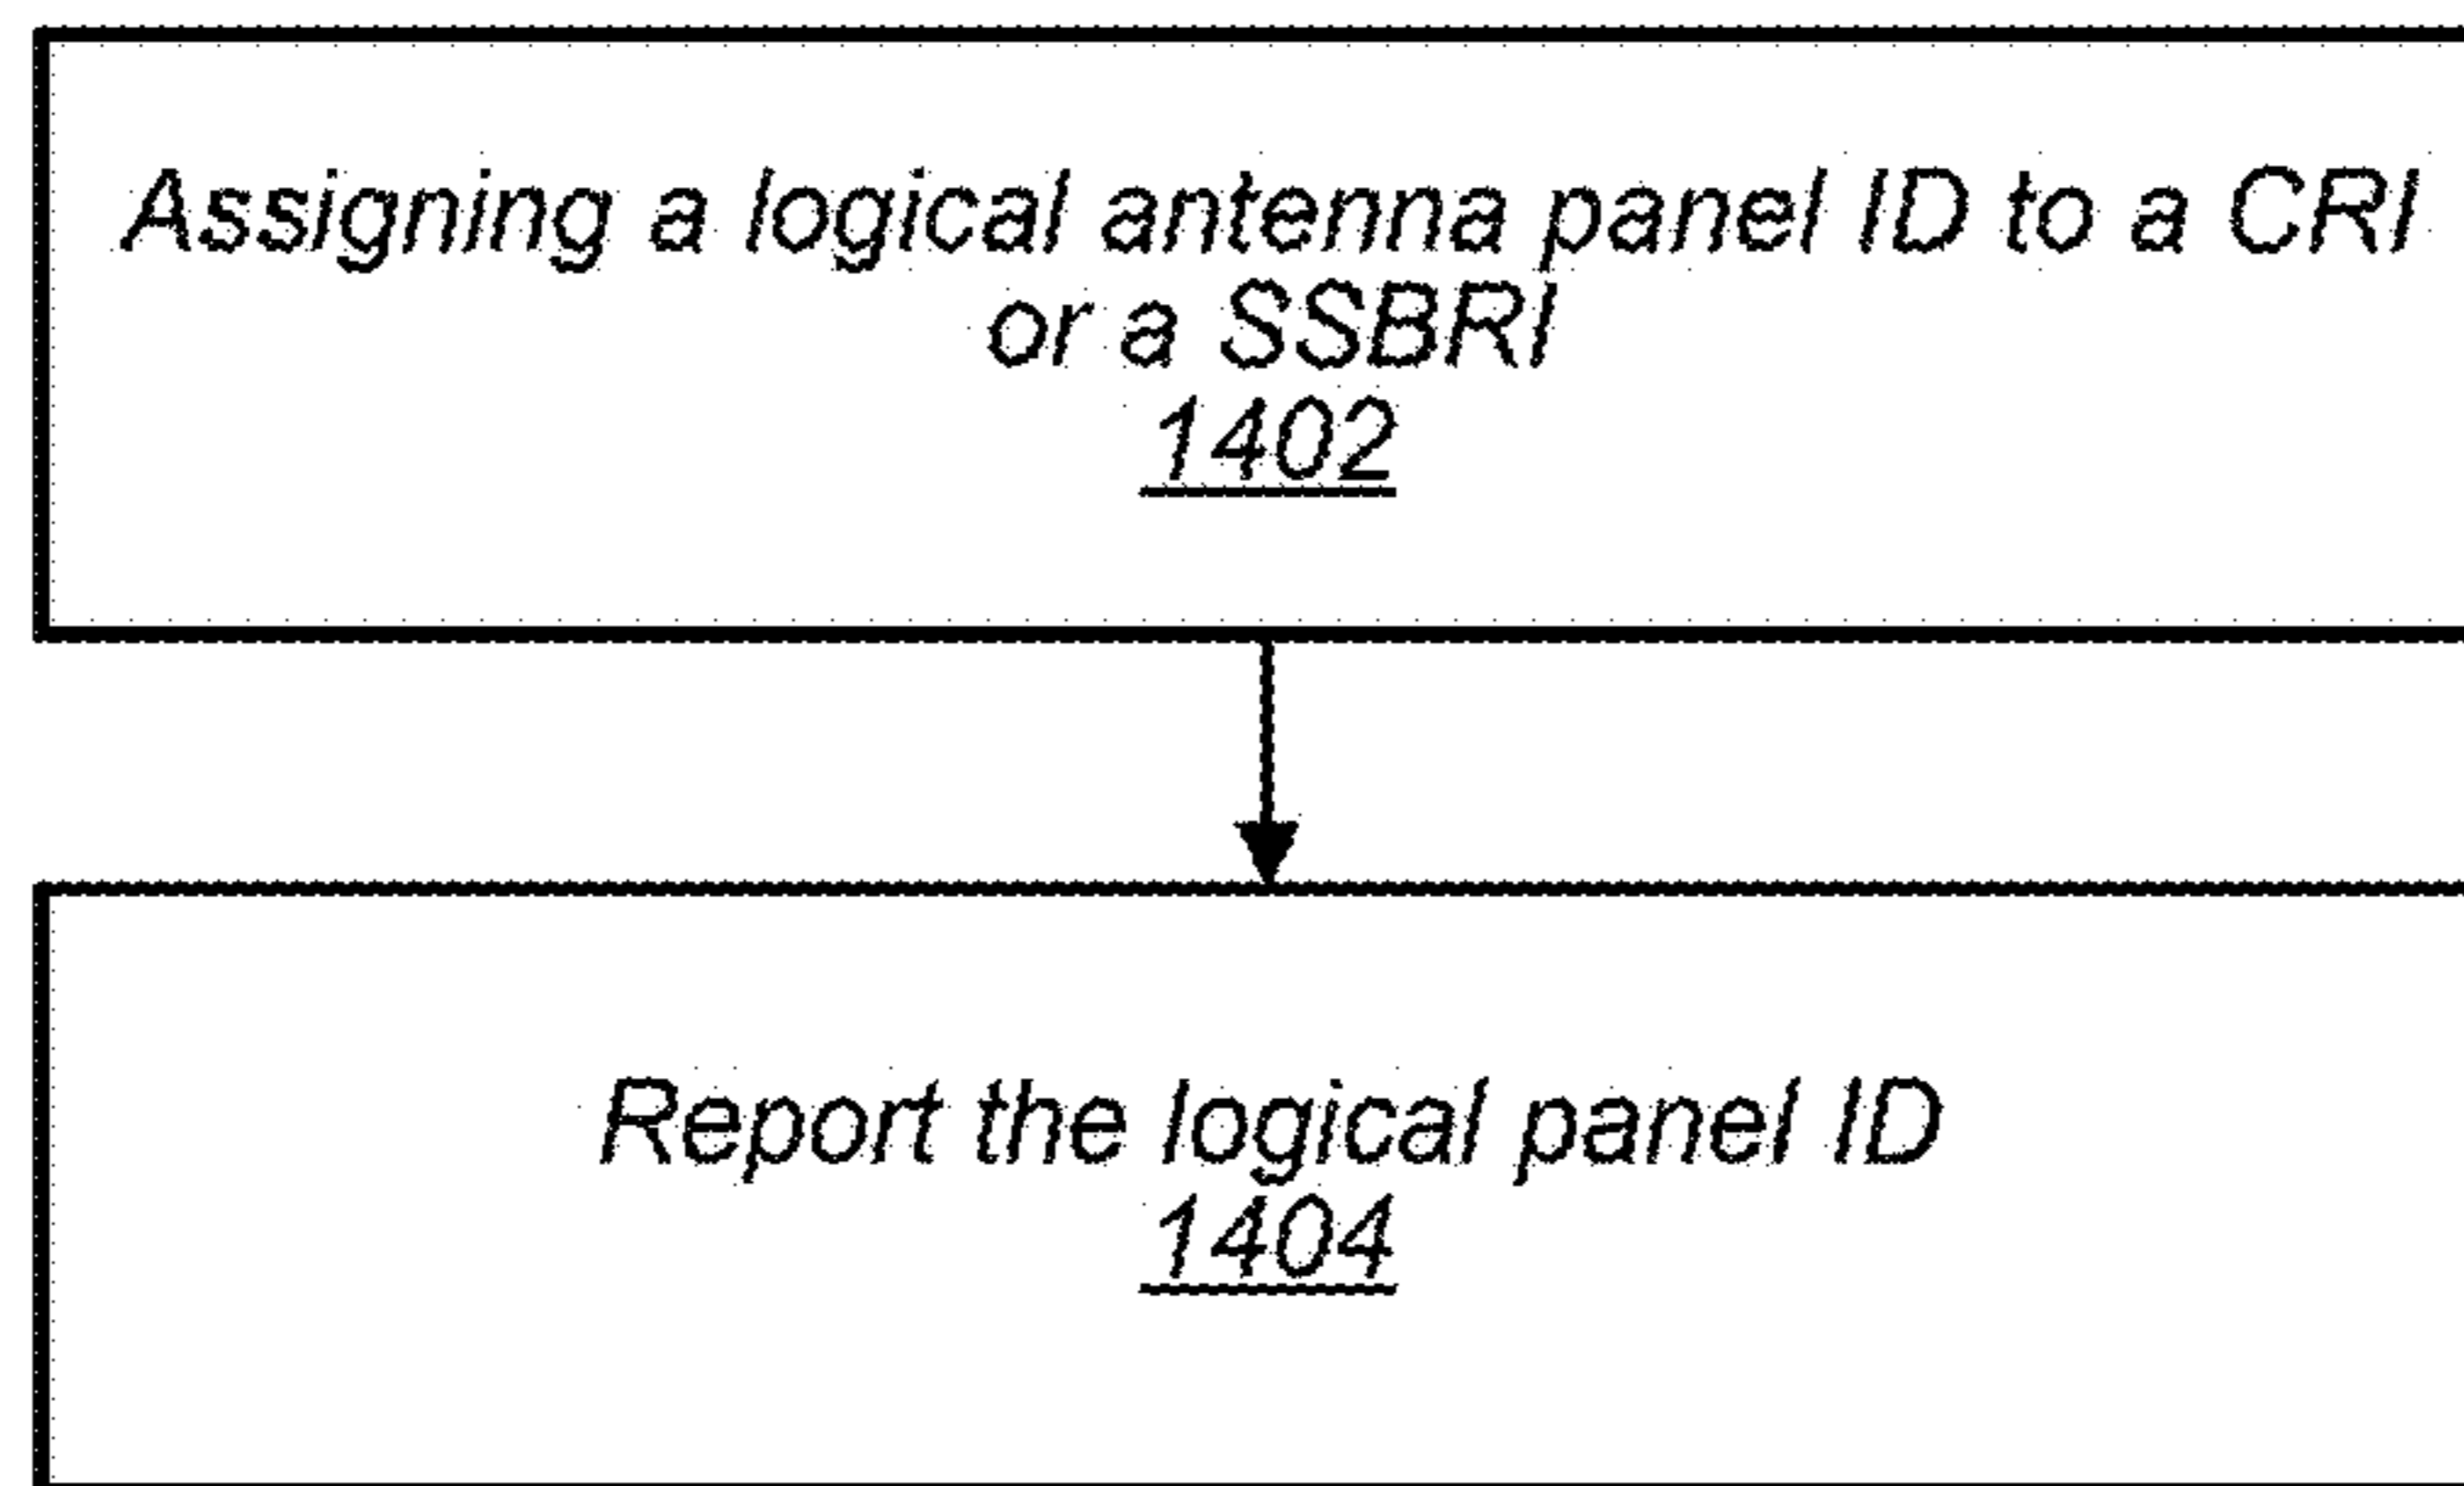 Assigning a logical antenna panel ID to a CRI
or a SSBRI
1402
Report the logical panel ID
1404